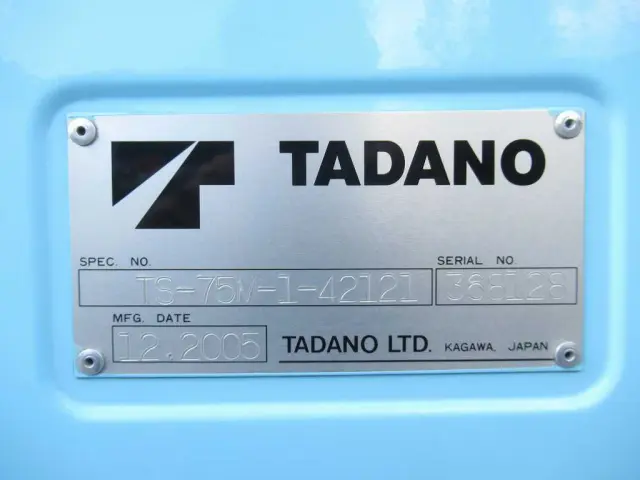 TADANO
SPEC. NO.
TS-75M-1-42121
SERIAL NO.
368128
MFG. DATE
12.2005
TADANO LTD. KAGAWA, JAPAN